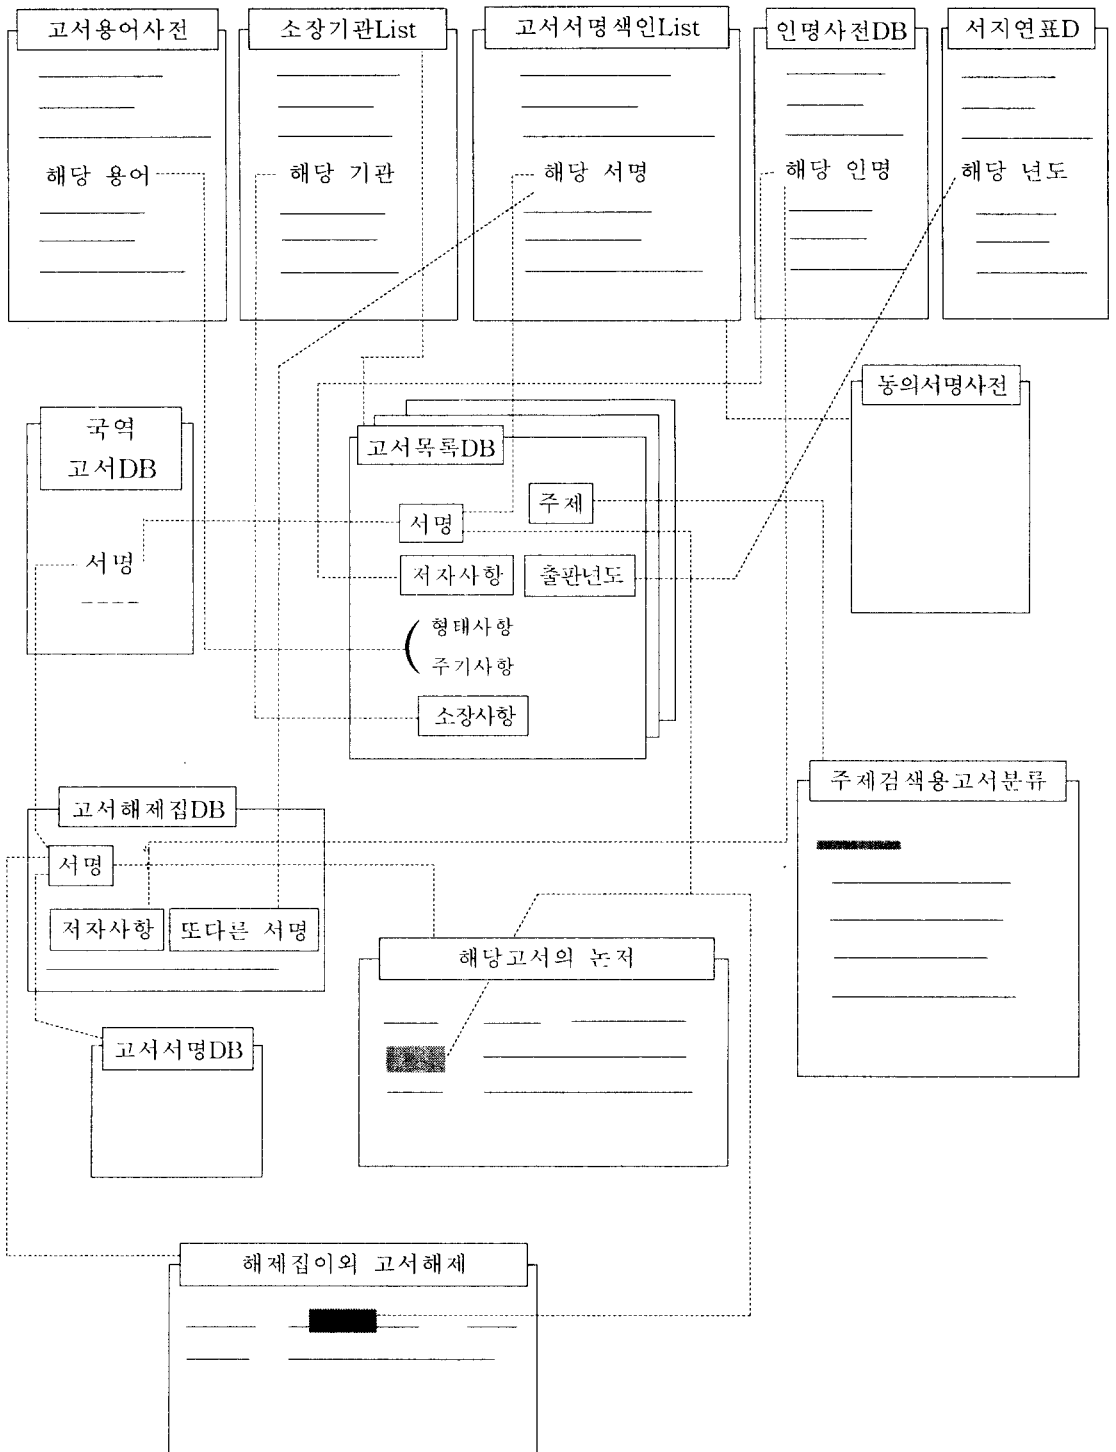 고서용어사전
소장기관List
고서서명색인List
인명사전DB
서지연표D
해당 용어
해당 기관
해당 서명
해당 인명
해당 년도
동의서명사전
국역
고서DB
서명
고서목록DB
주제
서명
저자사항
출판년도
형태사항
주기사항
소장사항
주제검색용고서분류
고서해제집DB
서명
저자사항
또다른 서명
해당고서의 논저
고서서명DB
해제집이외 고서해제